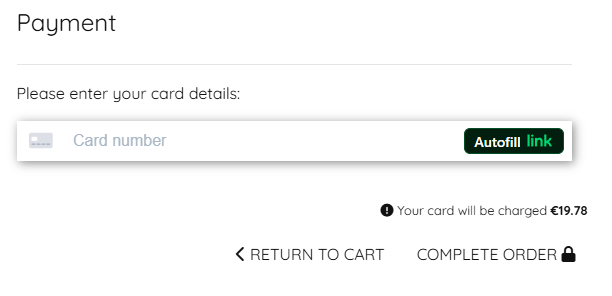 Payment
Please enter your card details:
Card number Autofill link
Your card will be charged €19.78
RETURN TO CART COMPLETE ORDER